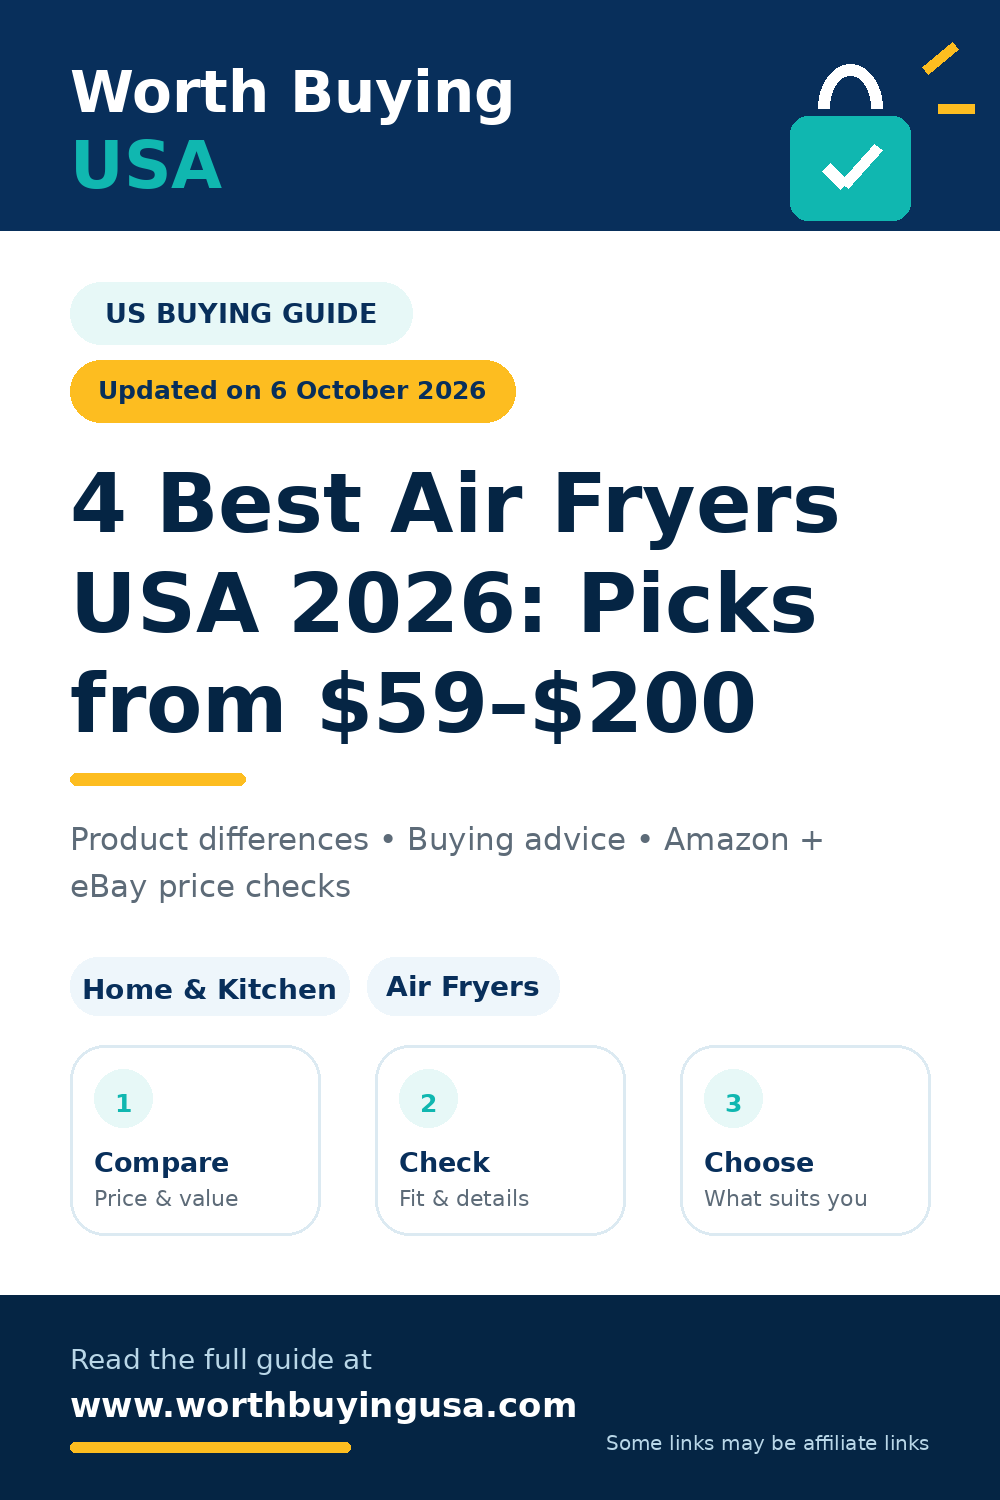 Worth Buying
USA
US BUYING GUIDE
Updated on 6 October 2026
4 Best Air Fryers
USA 2026: Picks
from $59–$200
Product differences • Buying advice • Amazon +
eBay price checks
Home & Kitchen
Air Fryers
1
Compare
Price & value
2
Check
Fit & details
3
Choose
What suits you
Read the full guide at
www.worthbuyingusa.com
Some links may be affiliate links